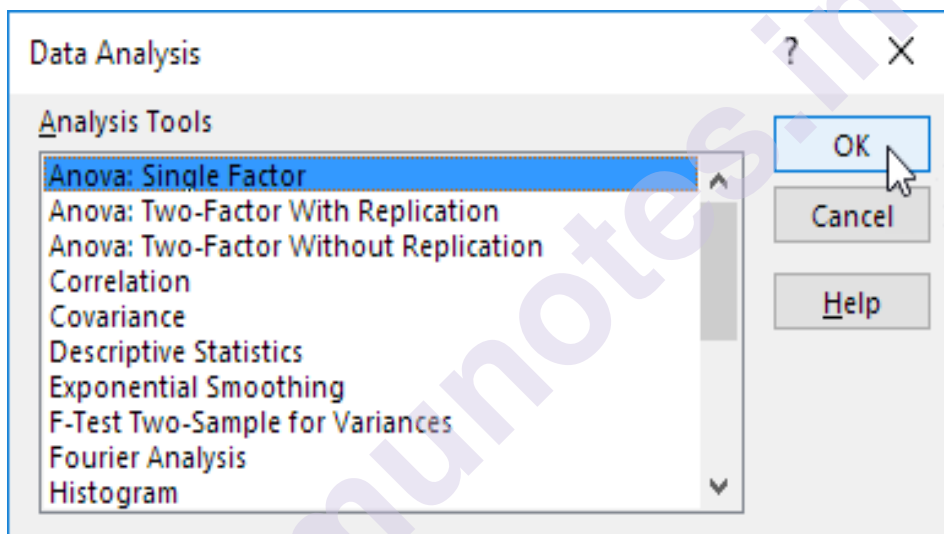 Data Analysis
?
Analysis Tools
Anova: Single Factor
Anova: Two-Factor With Replication
Anova: Two-Factor Without Replication
Correlation
Covariance
Descriptive Statistics
Exponential Smoothing
F-Test Two-Sample for Variances
Fourier Analysis
Histogram
OK
Cancel
Help
munotes.in